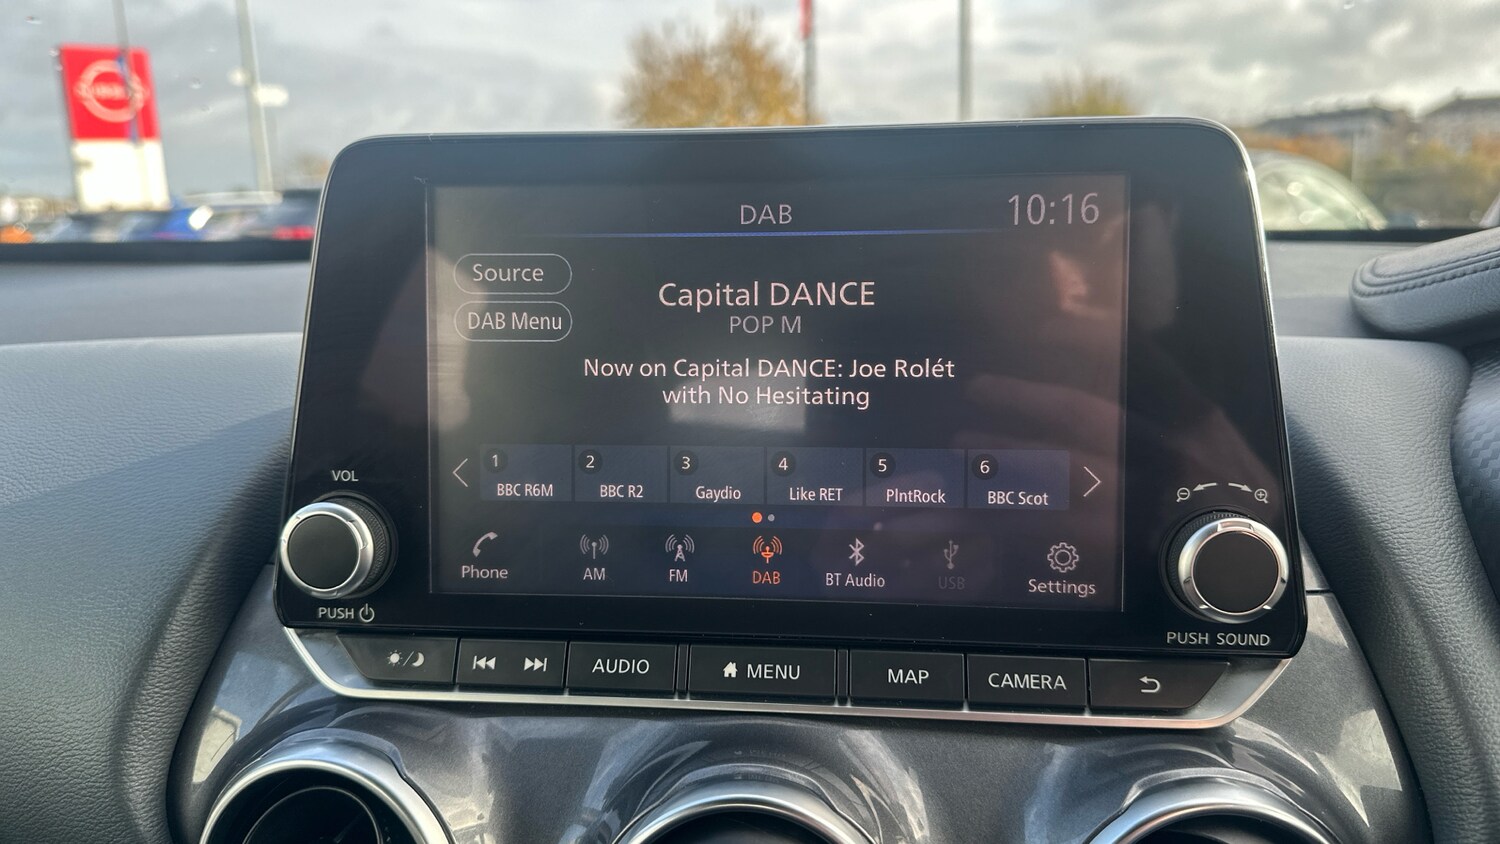 DAB
10:16
Source
DAB Menu
Capital DANCE
POP M
Now on Capital DANCE: Joe Rolét
with No Hesitating
1 2 3 4 5 6
BBC R6M BBC R2 Gaydio Like RET PlntRock BBC Scot
Phone AM FM DAB BT Audio USB Settings
VOL
PUSH
PUSH SOUND
AUDIO MENU MAP CAMERA